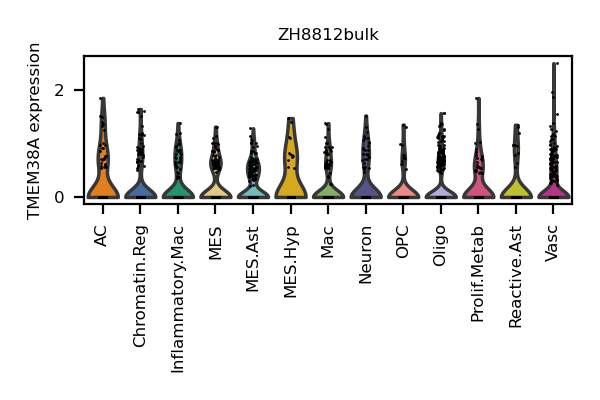 ZH8812bulk
TMEM38A expression
2
0
AC
Chromatin.Reg
Inflammatory.Mac
MES
MES.Ast
MES.Hyp
Mac
Neuron
OPC
Oligo
Prolif.Metab
Reactive.Ast
Vasc